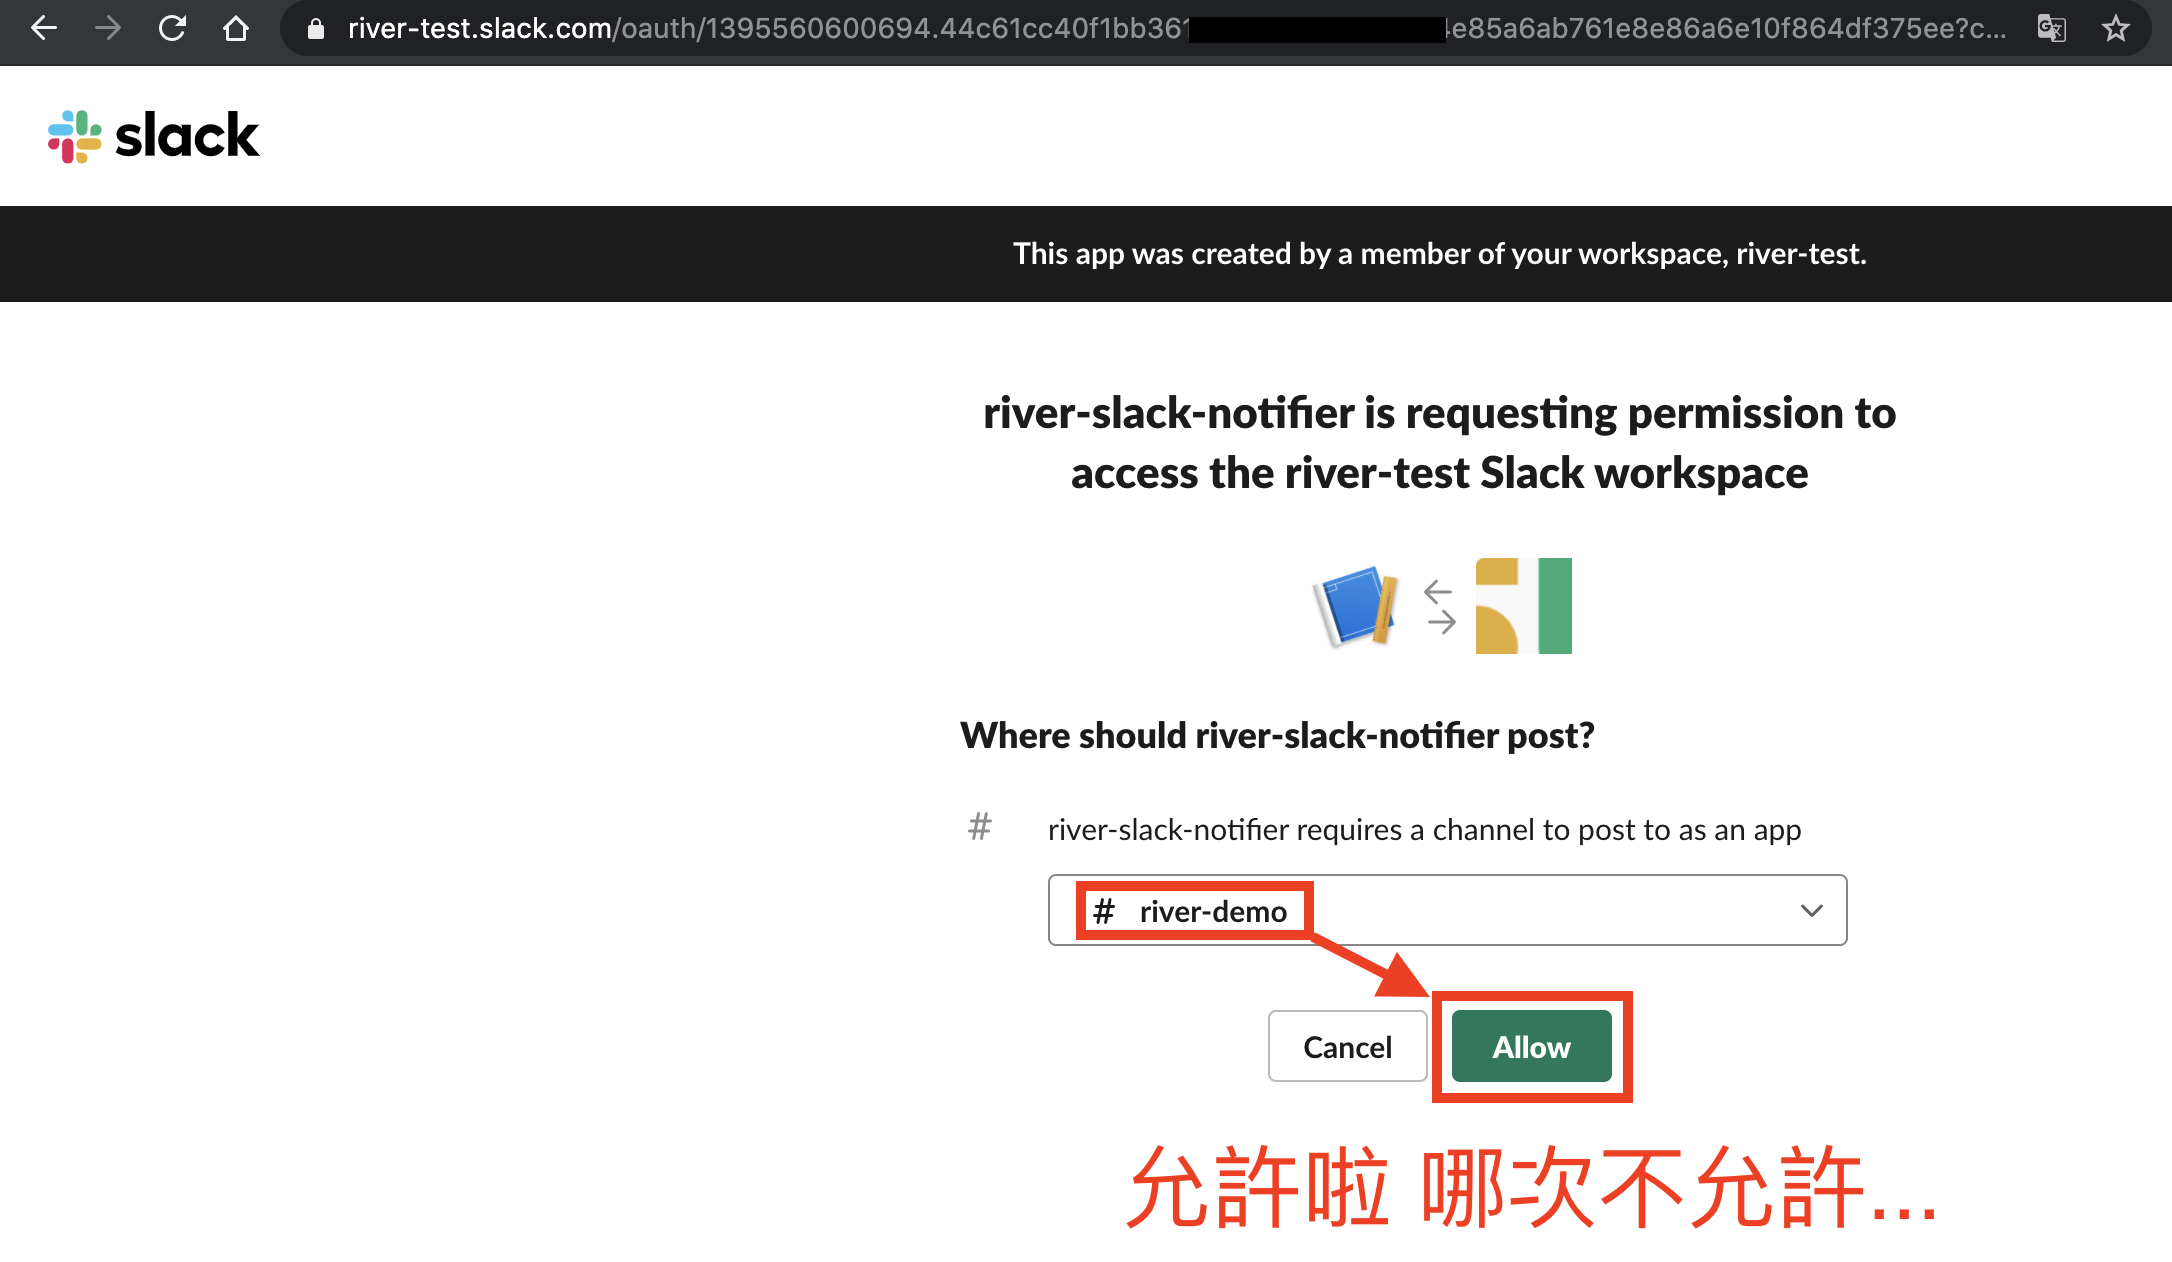 river-test.slack.com/oauth/1395560600694.44c61cc40f1bb361 4e85a6ab761e8e86a6e10f864df375ee?c...
slack
This app was created by a member of your workspace, river-test.
river-slack-notifier is requesting permission to
access the river-test Slack workspace
Where should river-slack-notifier post?
# river-slack-notifier requires a channel to post to as an app
# river-demo
Cancel Allow
允許啦 哪次不允許...